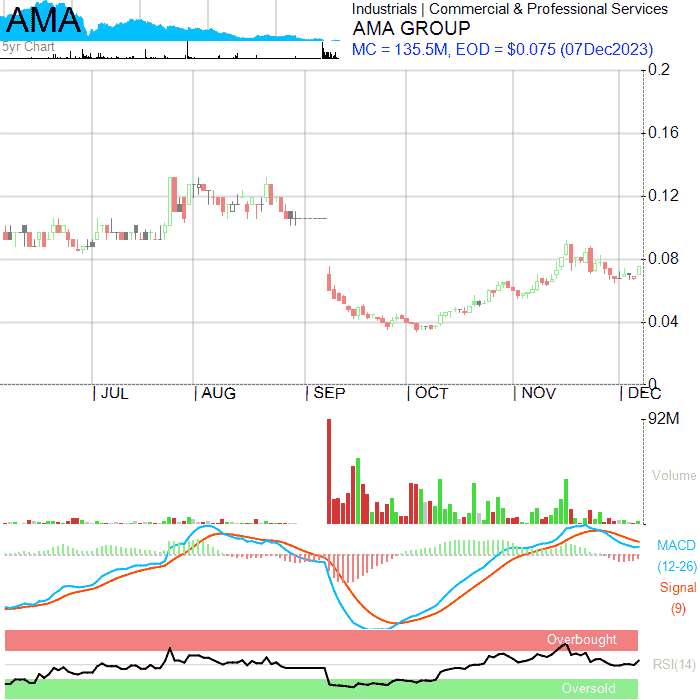 AMA
5yr Chart
Industrials | Commercial & Professional Services
AMA GROUP
MC = 135.5M, EOD = $0.075 (07Dec2023)
0.2
0.16
0.12
0.08
0.04
0
JUL
AUG
SEP
OCT
NOV
DEC
92M
Volume
MACD
(12-26)
Signal
(9)
Overbought
RSI(14)
Oversold